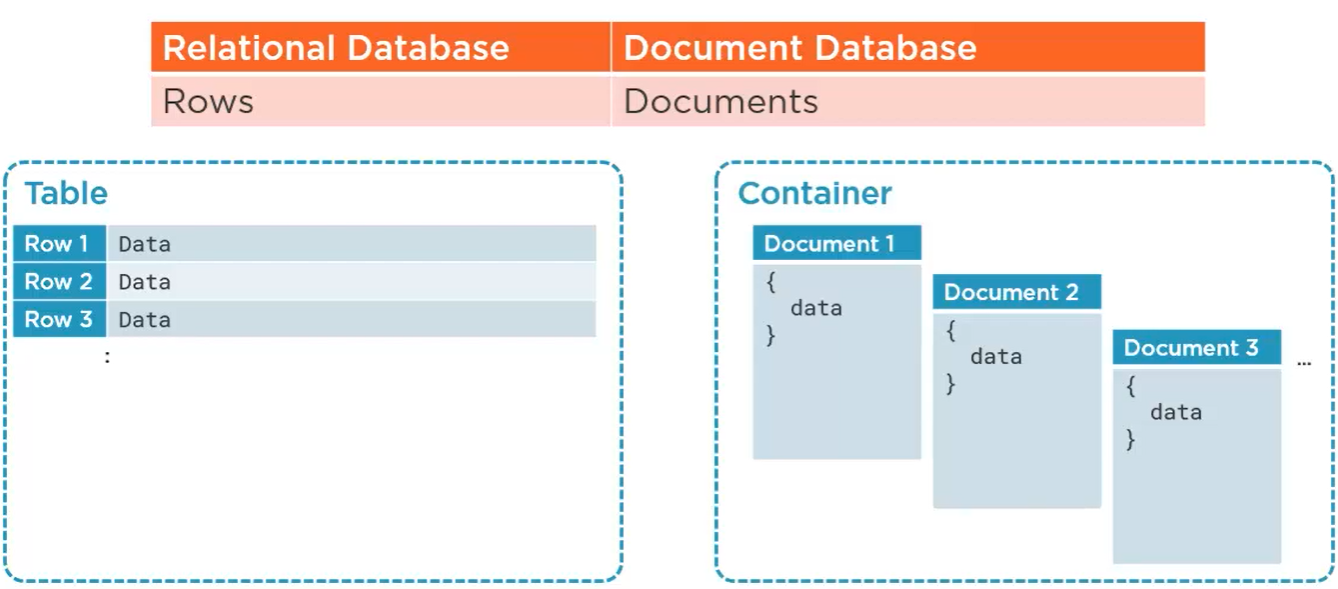 Relational Database Document Database
Rows Documents
Table
Row 1 Data
Row 2 Data
Row 3 Data
:
Container
Document 1
{
data
}
Document 2
{
data
}
Document 3
{
data
}
...